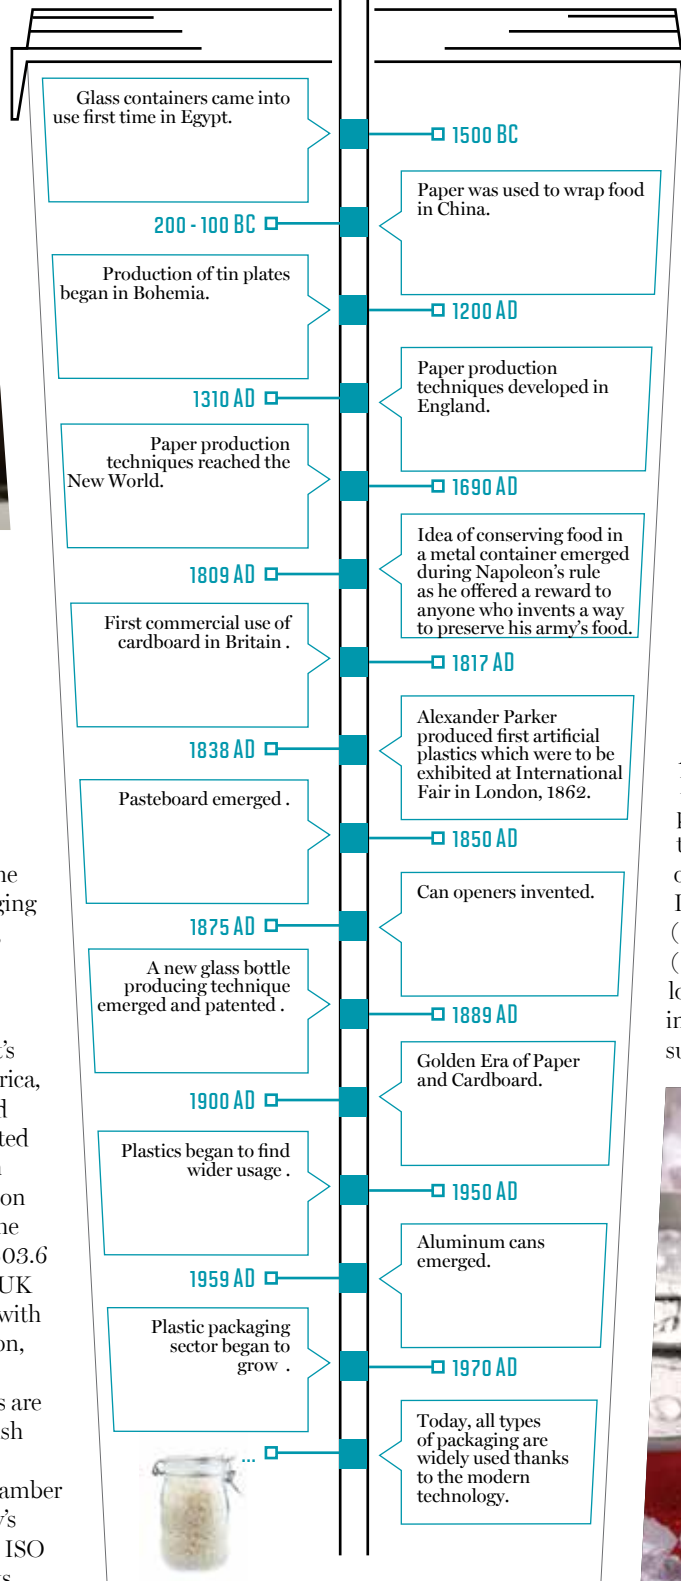 Glass containers came into
use first time in Egypt.
1500 BC
Paper was used to wrap food
in China.
200 - 100 BC
Production of tin plates
began in Bohemia.
1200 AD
Paper production
techniques developed in
England.
1310 AD
Paper production
techniques reached the
New World.
1690 AD
Idea of conserving food in
a metal container emerged
during Napoleon's rule
as he offered a reward to
anyone who invents a way
to preserve his army's food.
1809 AD
First commercial use of
cardboard in Britain .
1817 AD
Alexander Parker
produced first artificial
plastics which were to be
exhibited at International
Fair in London, 1862.
1838 AD
Pasteboard emerged .
1850 AD
Can openers invented.
1875 AD
A new glass bottle
producing technique
emerged and patented .
1889 AD
Golden Era of Paper
and Cardboard.
1900 AD
Plastics began to find
wider usage .
1950 AD
Aluminum cans
emerged.
1959 AD
Plastic packaging
sector began to
grow .
1970 AD
Today, all types
of packaging are
widely used thanks
to the modern
technology.
...
03.6
UK
with
s are
ISO